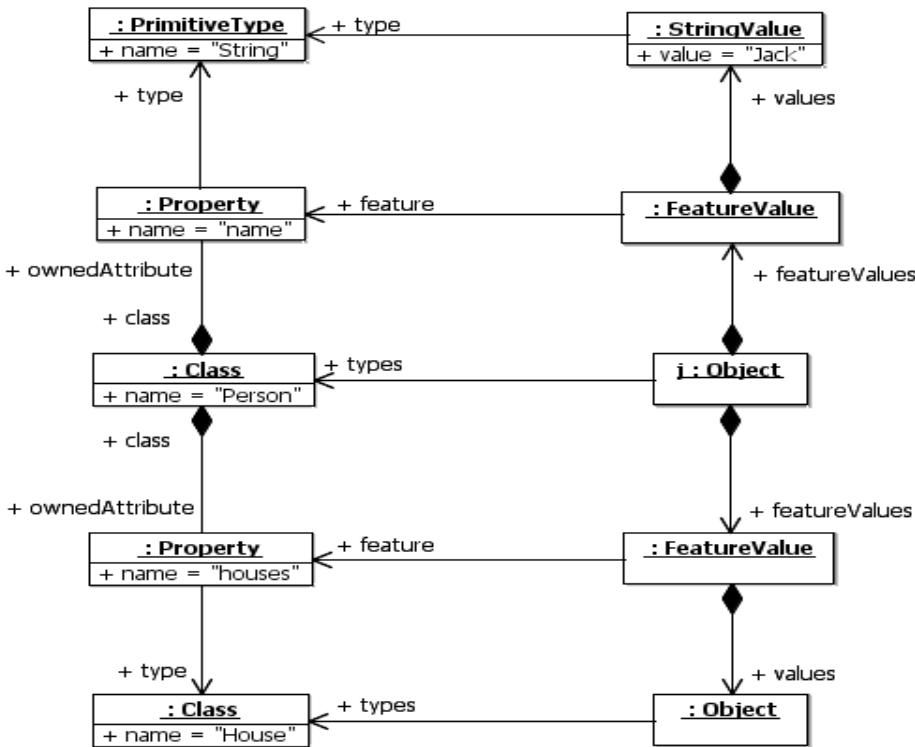 : PrimitiveType
+ name = "String"
+ type
: StringValue
+ value = "Jack"
+ type
+ values
: Property
+ name = "name"
+ feature
: FeatureValue
+ ownedAttribute
+ featureValues
+ class
: Class
+ name = "Person"
+ types
j : Object
+ class
+ ownedAttribute
+ featureValues
: Property
+ name = "houses"
+ feature
: FeatureValue
+ type
+ values
: Class
+ name = "House"
+ types
: Object